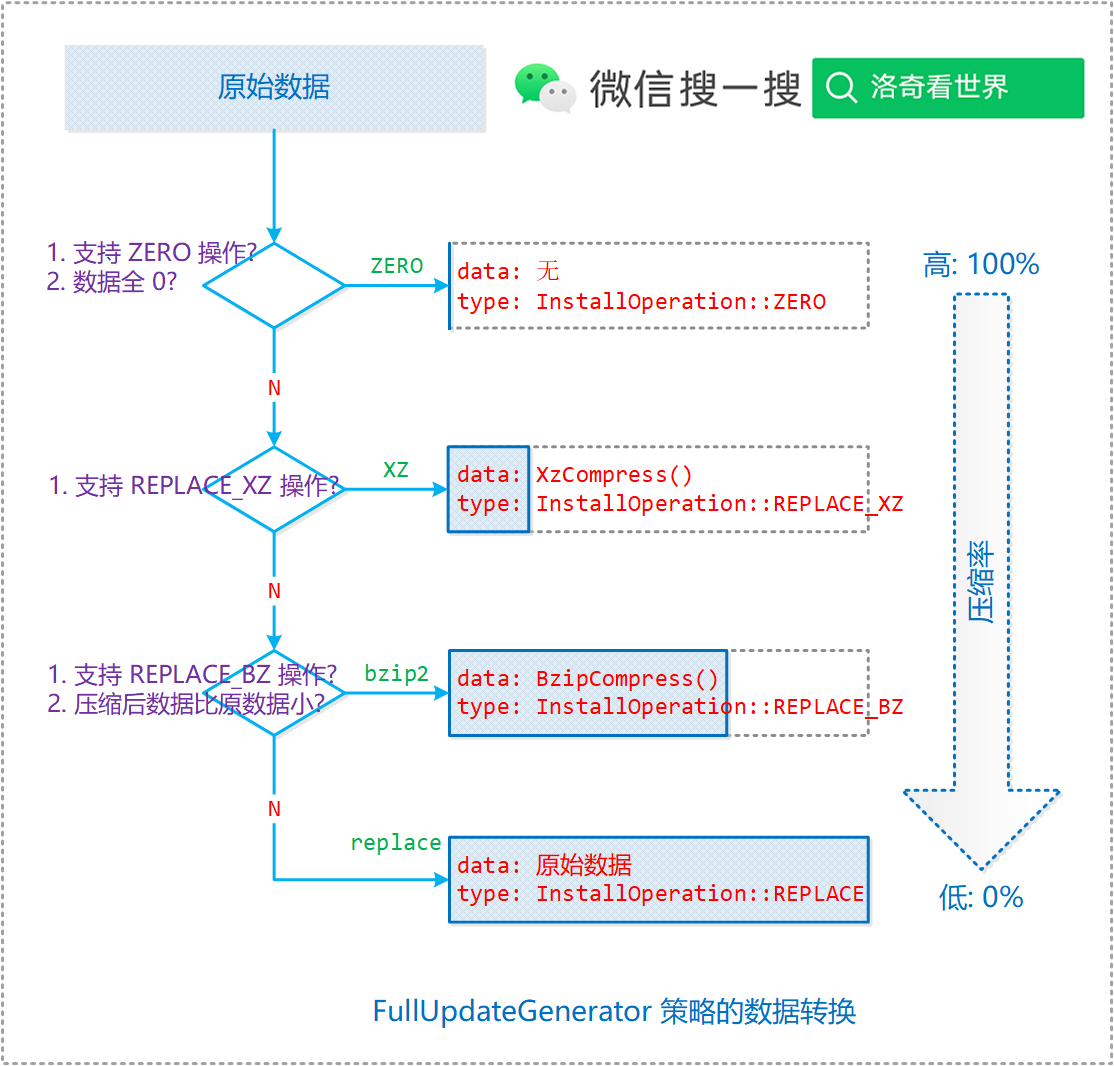 原始数据
微信搜一搜
洛奇看世界
1. 支持 ZERO 操作?
2. 数据全 0?
ZERO
data: 无
type: InstallOperation::ZERO
高: 100%
N
1. 支持 REPLACE_XZ 操作?
XZ
data: XzCompress()
type: InstallOperation::REPLACE_XZ
压缩率
N
1. 支持 REPLACE_BZ 操作?
2. 压缩后数据比原数据小?
bzip2
data: BzipCompress()
type: InstallOperation::REPLACE_BZ
N
replace
data: 原始数据
type: InstallOperation::REPLACE
低: 0%
FullUpdateGenerator 策略的数据转换